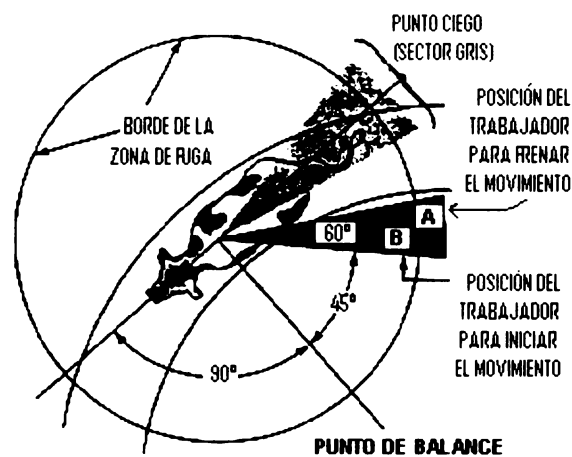 PUNTO CIEGO
(SECTOR GRIS)
BORDE DE LA
ZONA DE FUGA
POSICIÓN DEL
TRABAJADOR
PARA FRENAR
EL MOVIMIENTO
A
60°
B
45°
90°
POSICIÓN DEL
TRABAJADOR
PARA INICIAR
EL MOVIMIENTO
PUNTO DE BALANCE